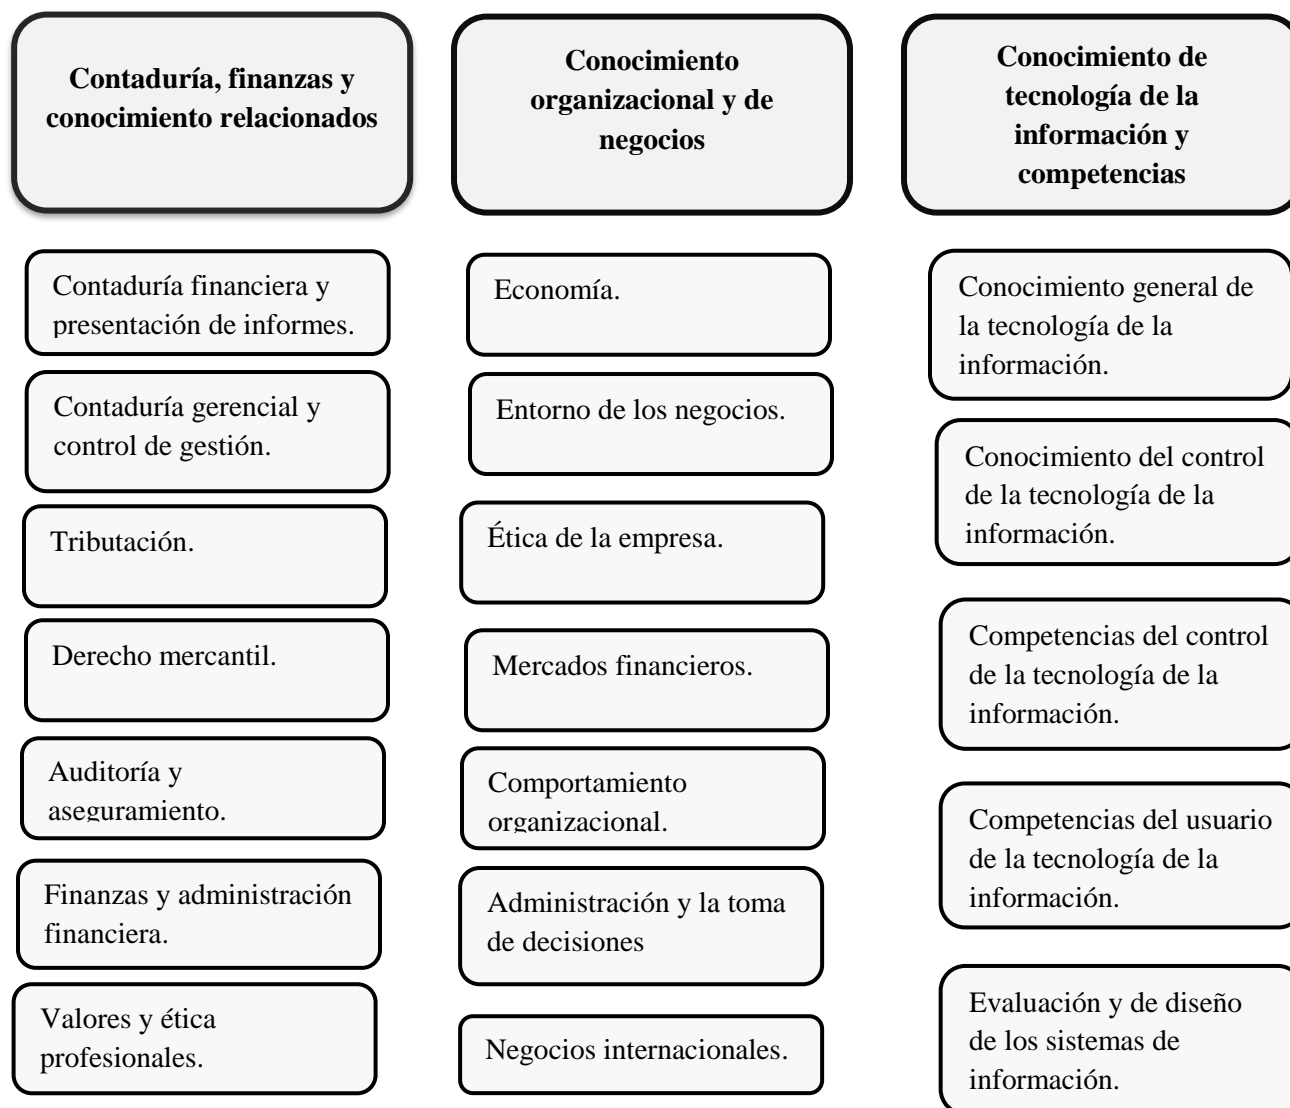 Contaduría, finanzas y
conocimiento relacionados
Contaduría financiera y
presentación de informes.
Contaduría gerencial y
control de gestión.
Tributación.
Derecho mercantil.
Auditoría y
aseguramiento.
Finanzas y administración
financiera.
Valores y ética
profesionales.
Conocimiento
organizacional y de
negocios
Economía.
Entorno de los negocios.
Ética de la empresa.
Mercados financieros.
Comportamiento
organizacional.
Administración y la toma
de decisiones
Negocios internacionales.
Conocimiento de
tecnología de la
información y
competencias
Conocimiento general de
la tecnología de la
información.
Conocimiento del control
de la tecnología de la
información.
Competencias del control
de la tecnología de la
información.
Competencias del usuario
de la tecnología de la
información.
Evaluación y de diseño
de los sistemas de
información.